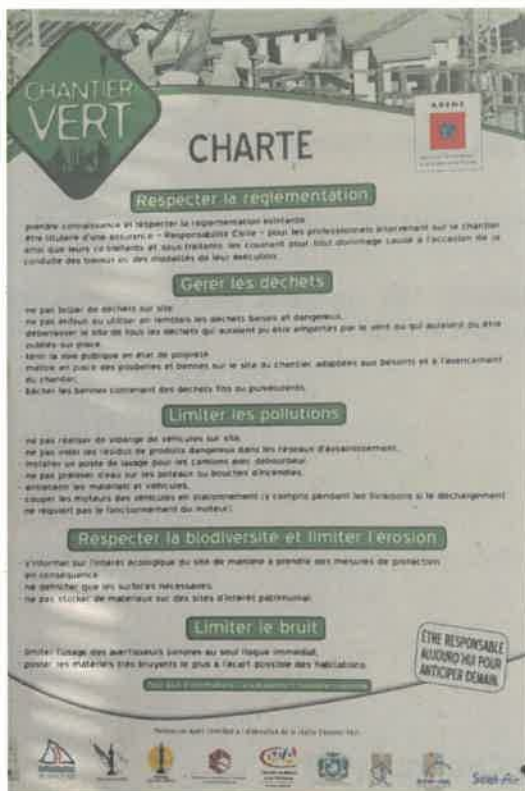 CHANTIER
VERT
CHARTE
Respecter la réglementation
prendre connaissance et respecter la réglementation existante
être titulaire d'une assurance - Responsabilité Civile - pour les professionnels intervenant sur le chantier
ainsi que leurs co-traitants et sous-traitants les couvrant pour tout dommage causé à l'occasion de la
conduite des travaux et des modalités de leur exécution.
Gérer les déchets
- ne pas brûler de déchets sur site,
- ne pas enfouir ou utiliser en remblais les déchets banals et dangereux,
- débarrasser le site de tous les déchets qui auraient pu être emportés par le vent ou qui auraient pu être
oubliés sur place.
- tenir la voie publique en état de propreté
- mettre en place des poubelles et bennes sur le site du chantier, adaptées aux besoins et à l'avancement
du chantier,
- bâcher les bennes contenant des déchets fins ou pulvérulents.
Limiter les pollutions
- ne pas réaliser de vidange de véhicules sur site,
- ne pas vider les résidus de produits dangereux dans les réseaux d'assainissement,
- installer un poste de lavage pour les camions avec débourbeur,
- ne pas prélever d'eau sur les poteaux ou bouches d'incendies,
- entretenir les matériels et véhicules,
- couper les moteurs des véhicules en stationnement (y compris pendant les livraisons si le déchargement
ne requiert pas le fonctionnement du moteur).
Respecter la biodiversité et limiter l'érosion
- s'informer sur l'intérêt écologique du site de manière à prendre des mesures de protection
en conséquence
- ne défricher que les surfaces nécessaires,
- ne pas stocker de matériaux sur des sites d'intérêt patrimonial.
Limiter le bruit
limiter l'usage des avertisseurs sonores au seul risque immédiat,
poster les matériels très bruyants le plus à l'écart possible des habitations.
ÊTRE RESPONSABLE
AUJOURD'HUI POUR
ANTICIPER DEMAIN.